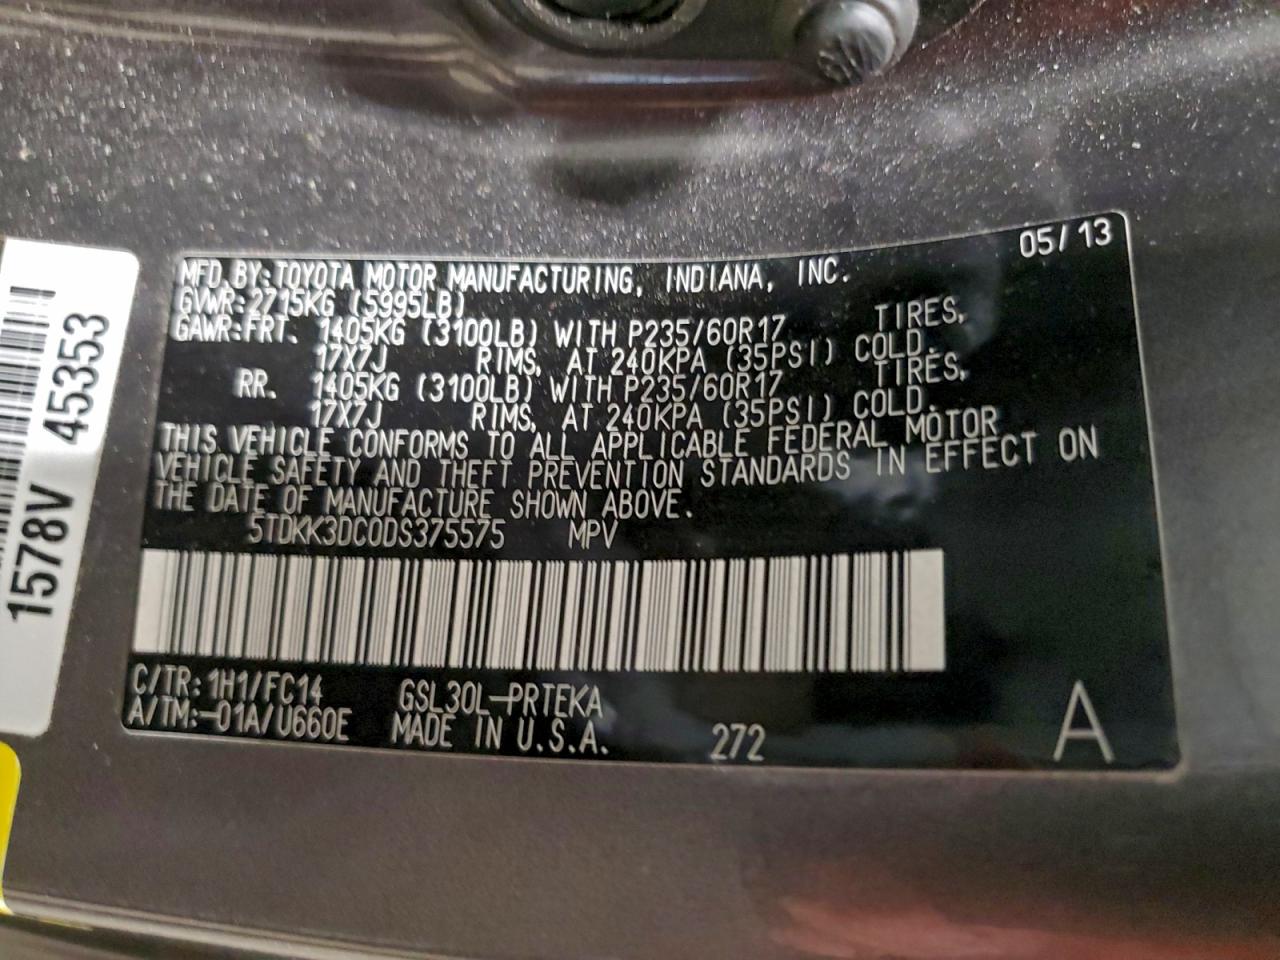 05/13
MFD.BY:TOYOTA MOTOR MANUFACTURING, INDIANA, INC.
GVWR:2715KG (5995LB)
GAWR:FRT. 1405KG (3100LB) WITH P235/60R17 TIRES,
17X7J RIMS, AT 240KPA (35PSI) COLD.
RR. 1405KG (3100LB) WITH P235/60R17 TIRES,
17X7J RIMS, AT 240KPA (35PSI) COLD.
THIS VEHICLE CONFORMS TO ALL APPLICABLE FEDERAL MOTOR
VEHICLE SAFETY AND THEFT PREVENTION STANDARDS IN EFFECT ON
THE DATE OF MANUFACTURE SHOWN ABOVE.
5TDKK3DC0DS375575 MPV
C/TR:1H1/FC14 GSL30L-PRTEKA
A/TM:-01A/U660E MADE IN U.S.A. 272 A
1578V 45353